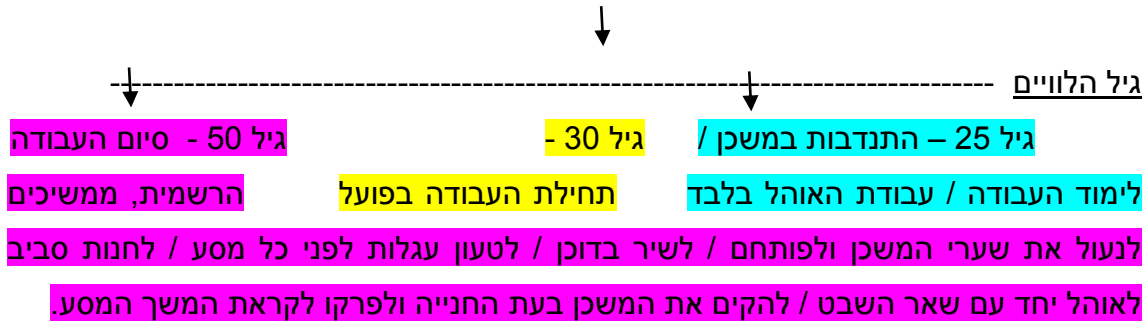 גיל הלוויים ------------------------------------------------------------------------
גיל 25 – התנדבות במשכן / גיל 30 - גיל 50 - סיום העבודה
לימוד העבודה / עבודת האוהל בלבד תחילת העבודה בפועל הרשמית, ממשיכים
לנעול את שערי המשכן ולפותחם / לשיר בדוכן / לטעון עגלות לפני כל מסע / לחנות סביב
לאוהל יחד עם שאר השבט / להקים את המשכן בעת החנייה ולפרקו לקראת המשך המסע.